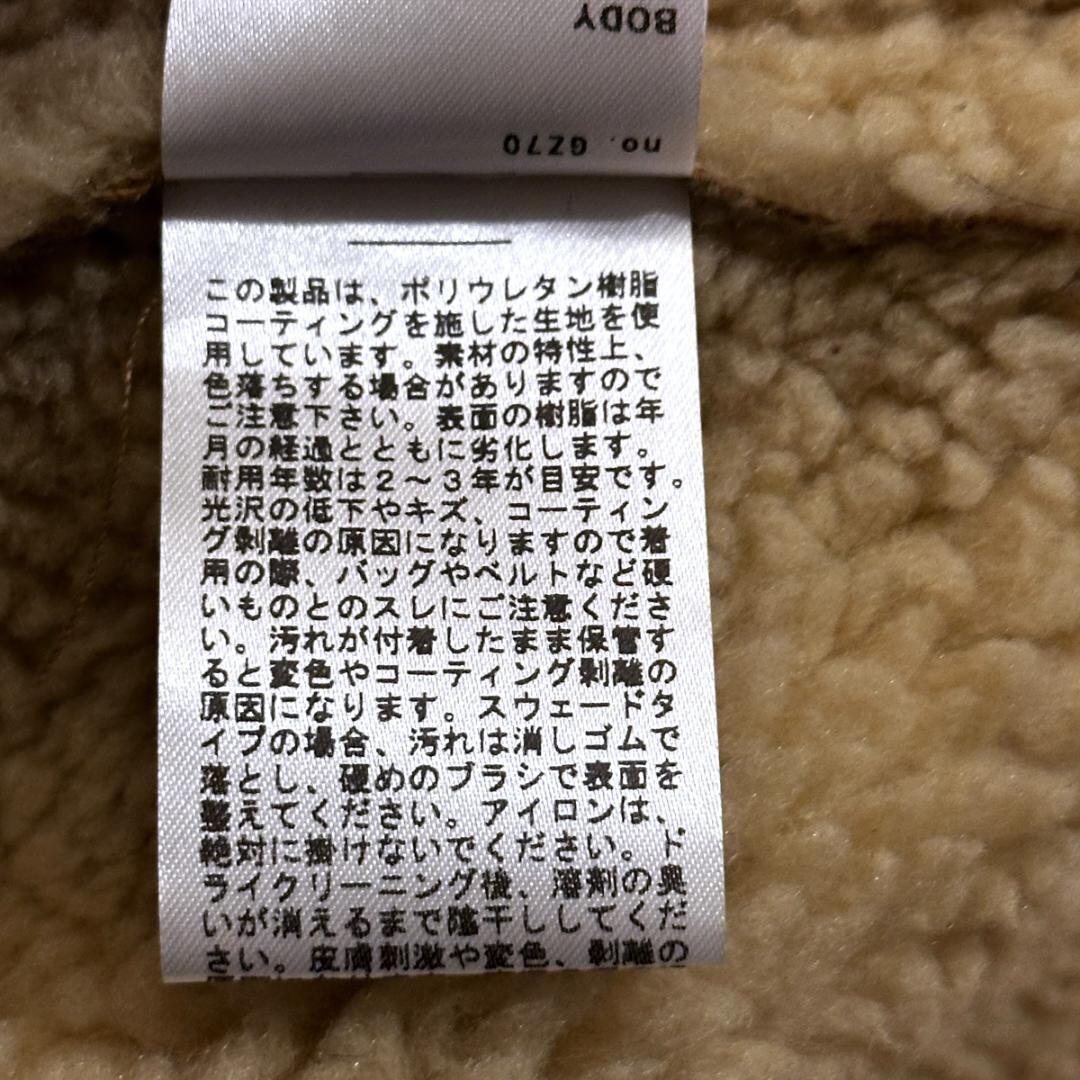 BODY
no. GZ70
この製品は、ポリウレタン樹脂
コーティングを施した生地を使
用しています。素材の特性上、
色落ちする場合がありますので
ご注意下さい。表面の樹脂は年
月の経過とともに劣化します。
耐用年数は2～3年が目安です。
光沢の低下やキズ、コーティン
グ剥離の原因になりますので着
用の際、バッグやベルトなど硬
いものとのスレにご注意くださ
い。汚れが付着したまま保管す
ると変色やコーティング剥離の
原因になります。スウェードタ
イプの場合、汚れは消しゴムで
落とし、硬めのブラシで表面を
整えてください。アイロンは、
絶対に掛けないでください。ド
ライクリーニング後、溶剤の臭
いが消えるまで陰干ししてくだ
さい。皮膚刺激や変色、剥離の